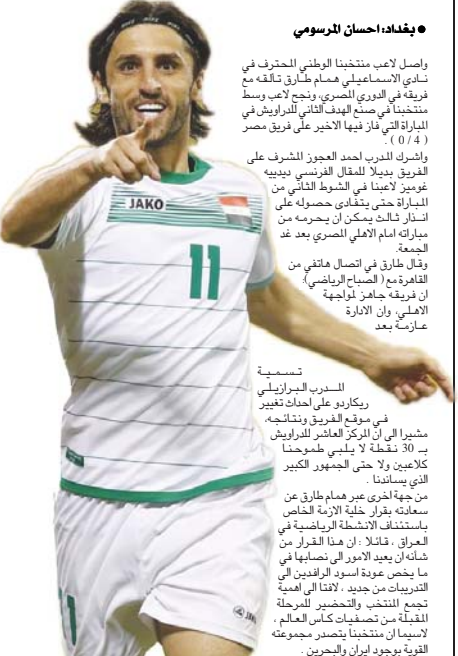 ● بغداد: احسان المرسومي
واصل لاعب منتخبنا الوطني المحترف في
نادي الاسماعيلي همام طارق تالقه مع
فريقه في الدوري المصري، ونجح لاعب وسط
منتخبنا في صنع الهدف الثاني للدراويش في
المباراة التي فاز فيها الاخير على فريق مصر
( 0/4 ) .
واشرك المدرب احمد العجوز المشرف على
الفريق بديلا للمقال الفرنسي ديدييه
غوميز لاعبنا في الشوط الثاني من
المباراة حتى يتفادى حصوله على
انذار ثالث يمكن ان يحرمه من
مباراته امام الاهلي المصري بعد غد
الجمعة.
وقال طارق في اتصال هاتفي من
القاهرة مع ( الصباح الرياضي):
ان فريقه جاهز لمواجهة
الاهلي، وان الادارة
عازمة بعد
تسمية
المدرب البرازيلي
ريكاردو على احداث تغيير
في موقع الفريق ونتائجه،
مشيرا الى ان المركز العاشر للدراويش
بـ 30 نقطة لا يلبي طموحنا
كلاعبين ولا حتى الجمهور الكبير
الذي يساندنا .
من جهة اخرى عبر همام طارق عن
سعادته بقرار خلية الازمة الخاص
باستئناف الانشطة الرياضية في
العراق ، قائلا : ان هذا القرار من
شأنه ان يعيد الامور الى نصابها في
ما يخص عودة اسود الرافدين الى
التدريبات من جديد ، لافتا الى اهمية
تجمع المنتخب والتحضير للمرحلة
المقبلة من تصفيات كاس العالم ،
لاسيما ان منتخبنا يتصدر مجموعته
القوية بوجود ايران والبحرين .
JAKO
11
11
JAKO